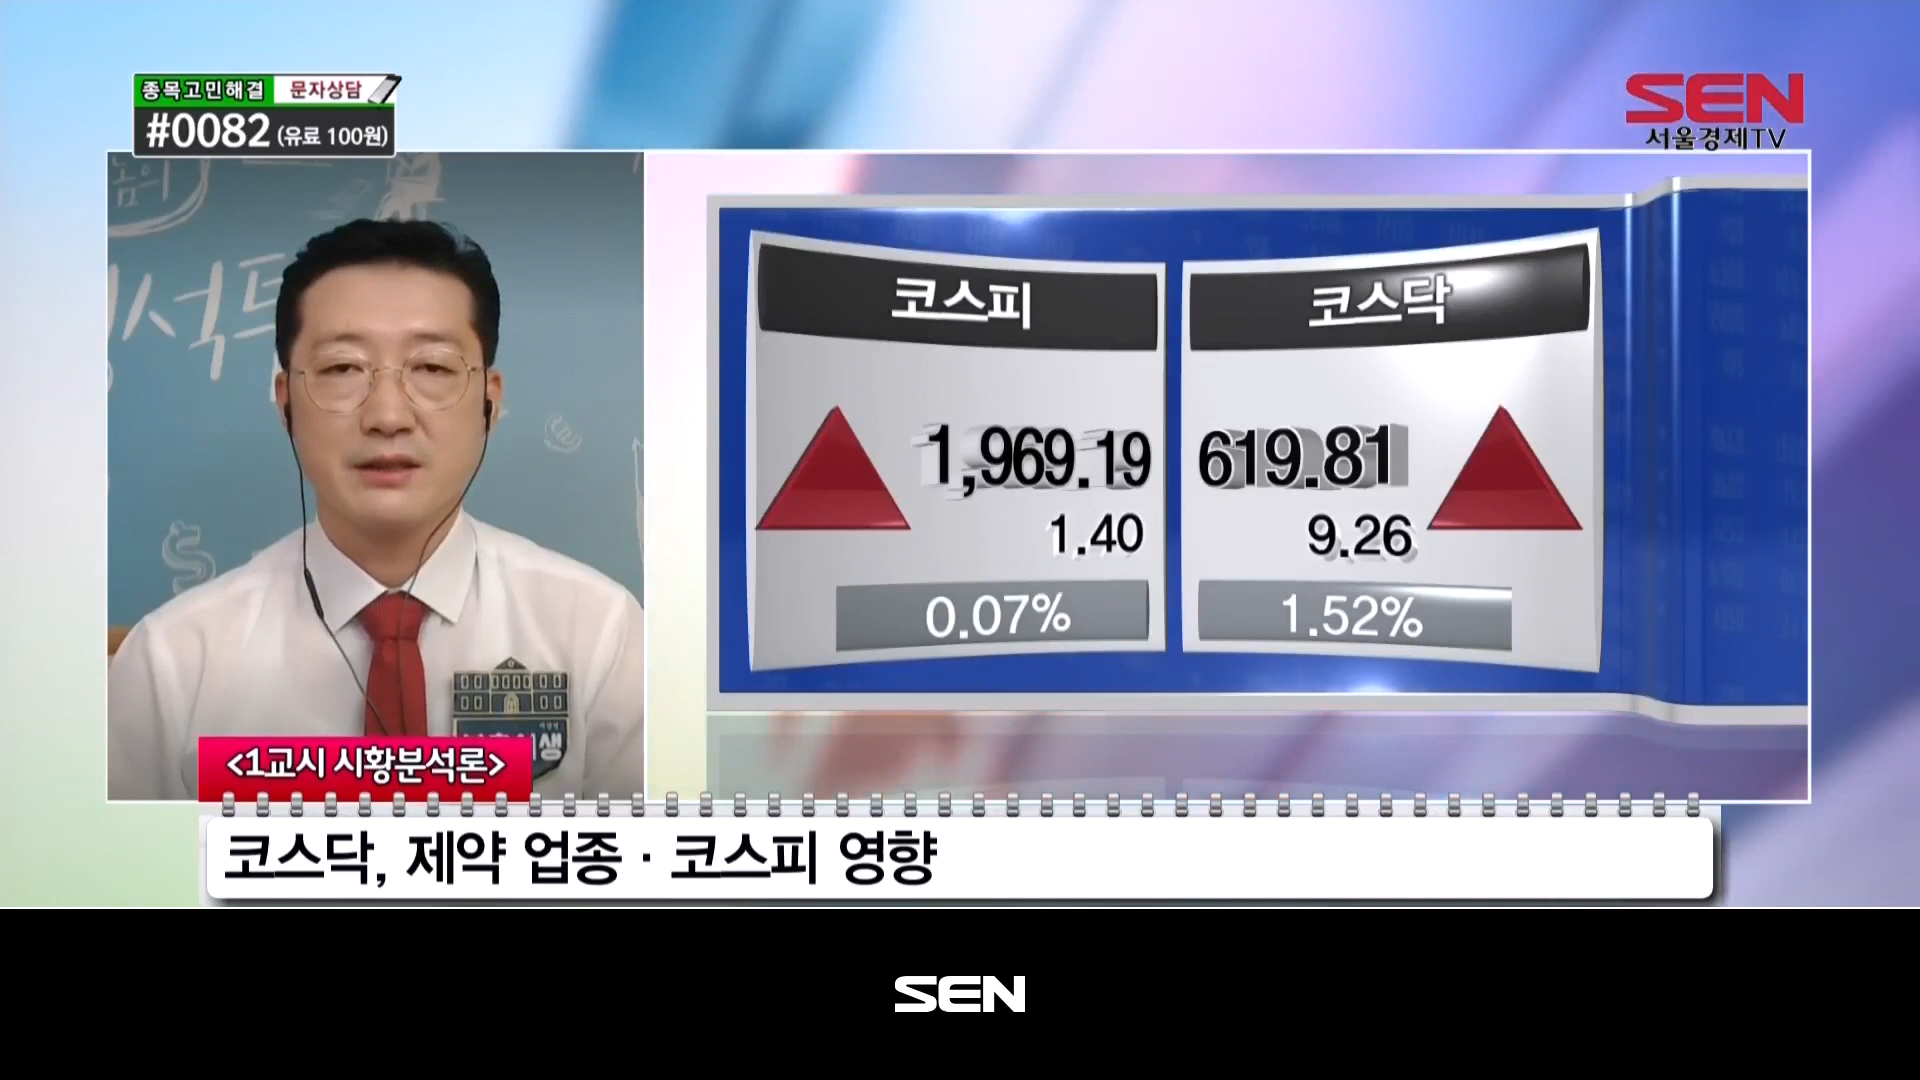 종목고민해결 문자상담
#0082 (유료 100원)
SEN
서울경제TV
코스피
1,969.19
1.40
0.07%
코스닥
619.81
9.26
1.52%
<1교시 시황분석론>
코스닥, 제약 업종 · 코스피 영향
SEN